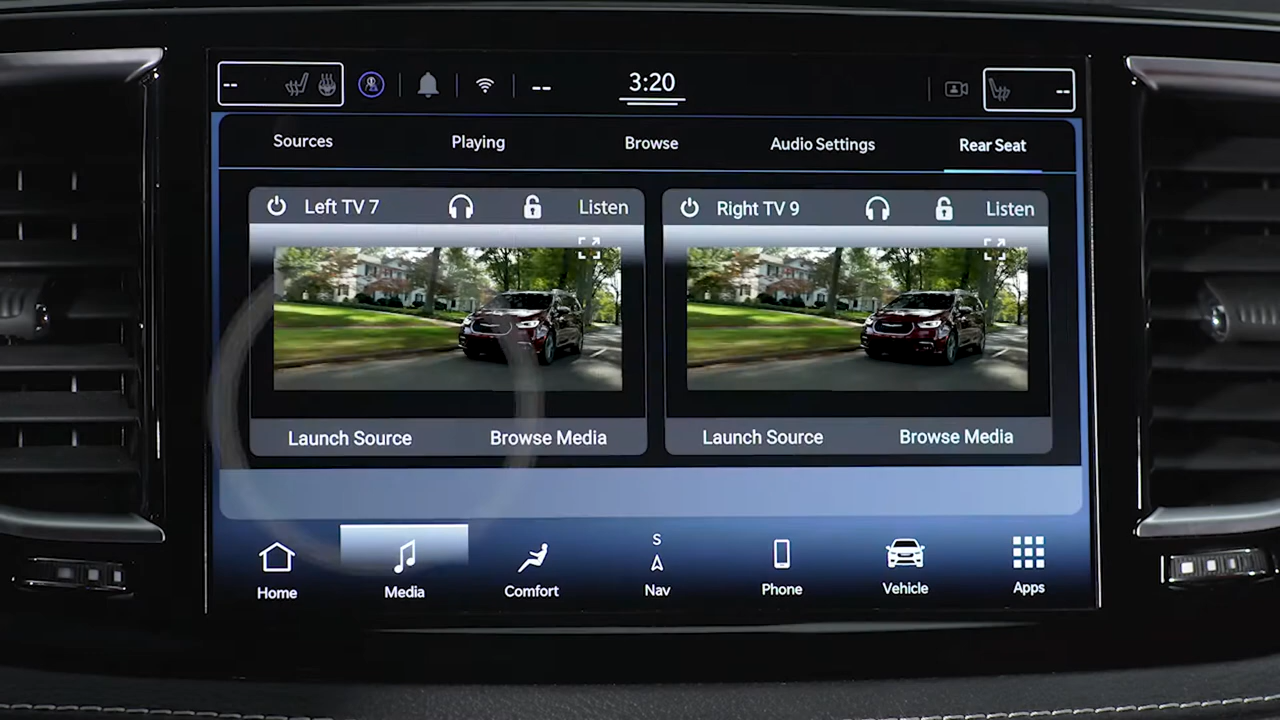 -- -- 3:20 --
Sources Playing Browse Audio Settings Rear Seat
Left TV 7 Listen Right TV 9 Listen
Launch Source Browse Media Launch Source Browse Media
S
Home Media Comfort Nav Phone Vehicle Apps